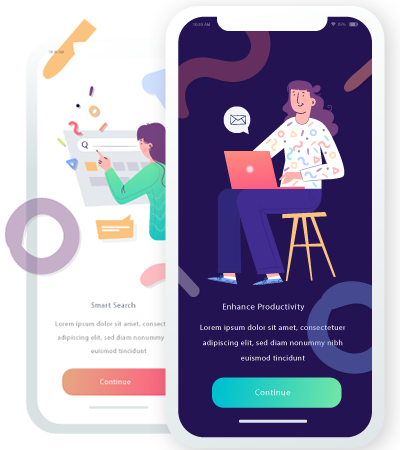 Smart Search
Lorem ipsum dolor sit amet, consect
adipiscing elit, sed diam nonummy
euismod tincidunt
Continue
Enhance Productivity
Lorem ipsum dolor sit amet, consectetuer
adipiscing elit, sed diam nonummy nibh
euismod tincidunt
Continue